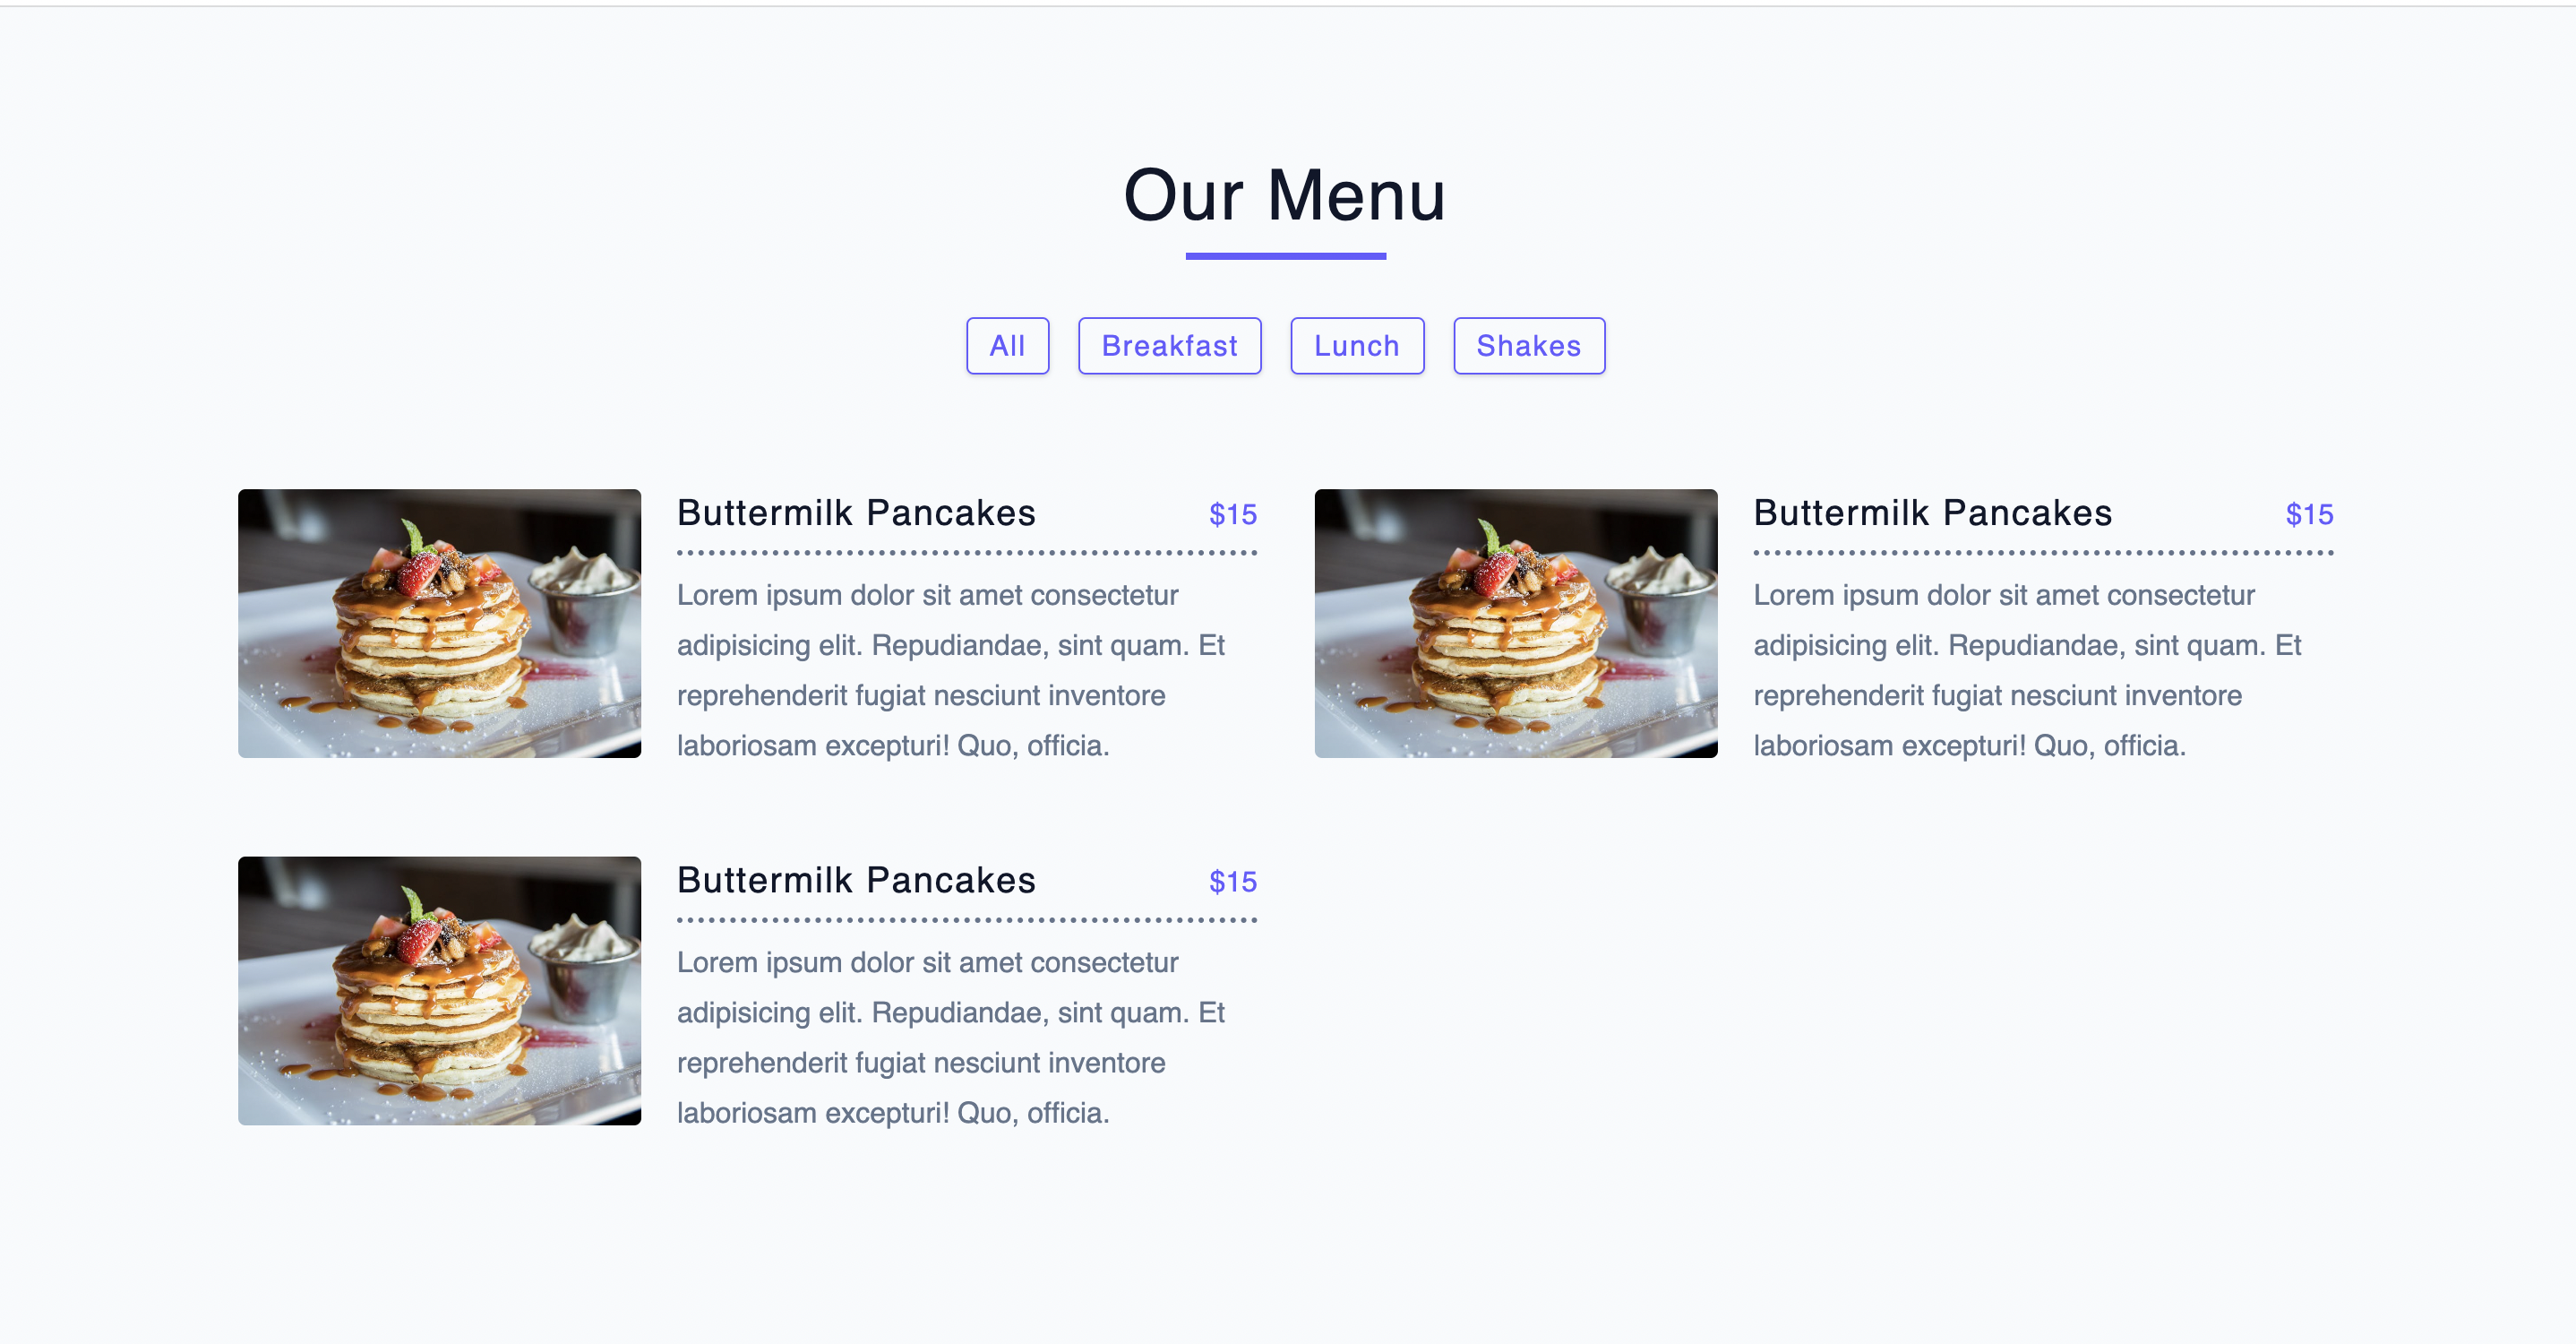 Our Menu
All
Breakfast
Lunch
Shakes
Buttermilk Pancakes
$15
Lorem ipsum dolor sit amet consectetur
adipisicing elit. Repudiandae, sint quam. Et
reprehenderit fugiat nesciunt inventore
laboriosam excepturi! Quo, officia.
Buttermilk Pancakes
$15
Lorem ipsum dolor sit amet consectetur
adipisicing elit. Repudiandae, sint quam. Et
reprehenderit fugiat nesciunt inventore
laboriosam excepturi! Quo, officia.
Buttermilk Pancakes
$15
Lorem ipsum dolor sit amet consectetur
adipisicing elit. Repudiandae, sint quam. Et
reprehenderit fugiat nesciunt inventore
laboriosam excepturi! Quo, officia.